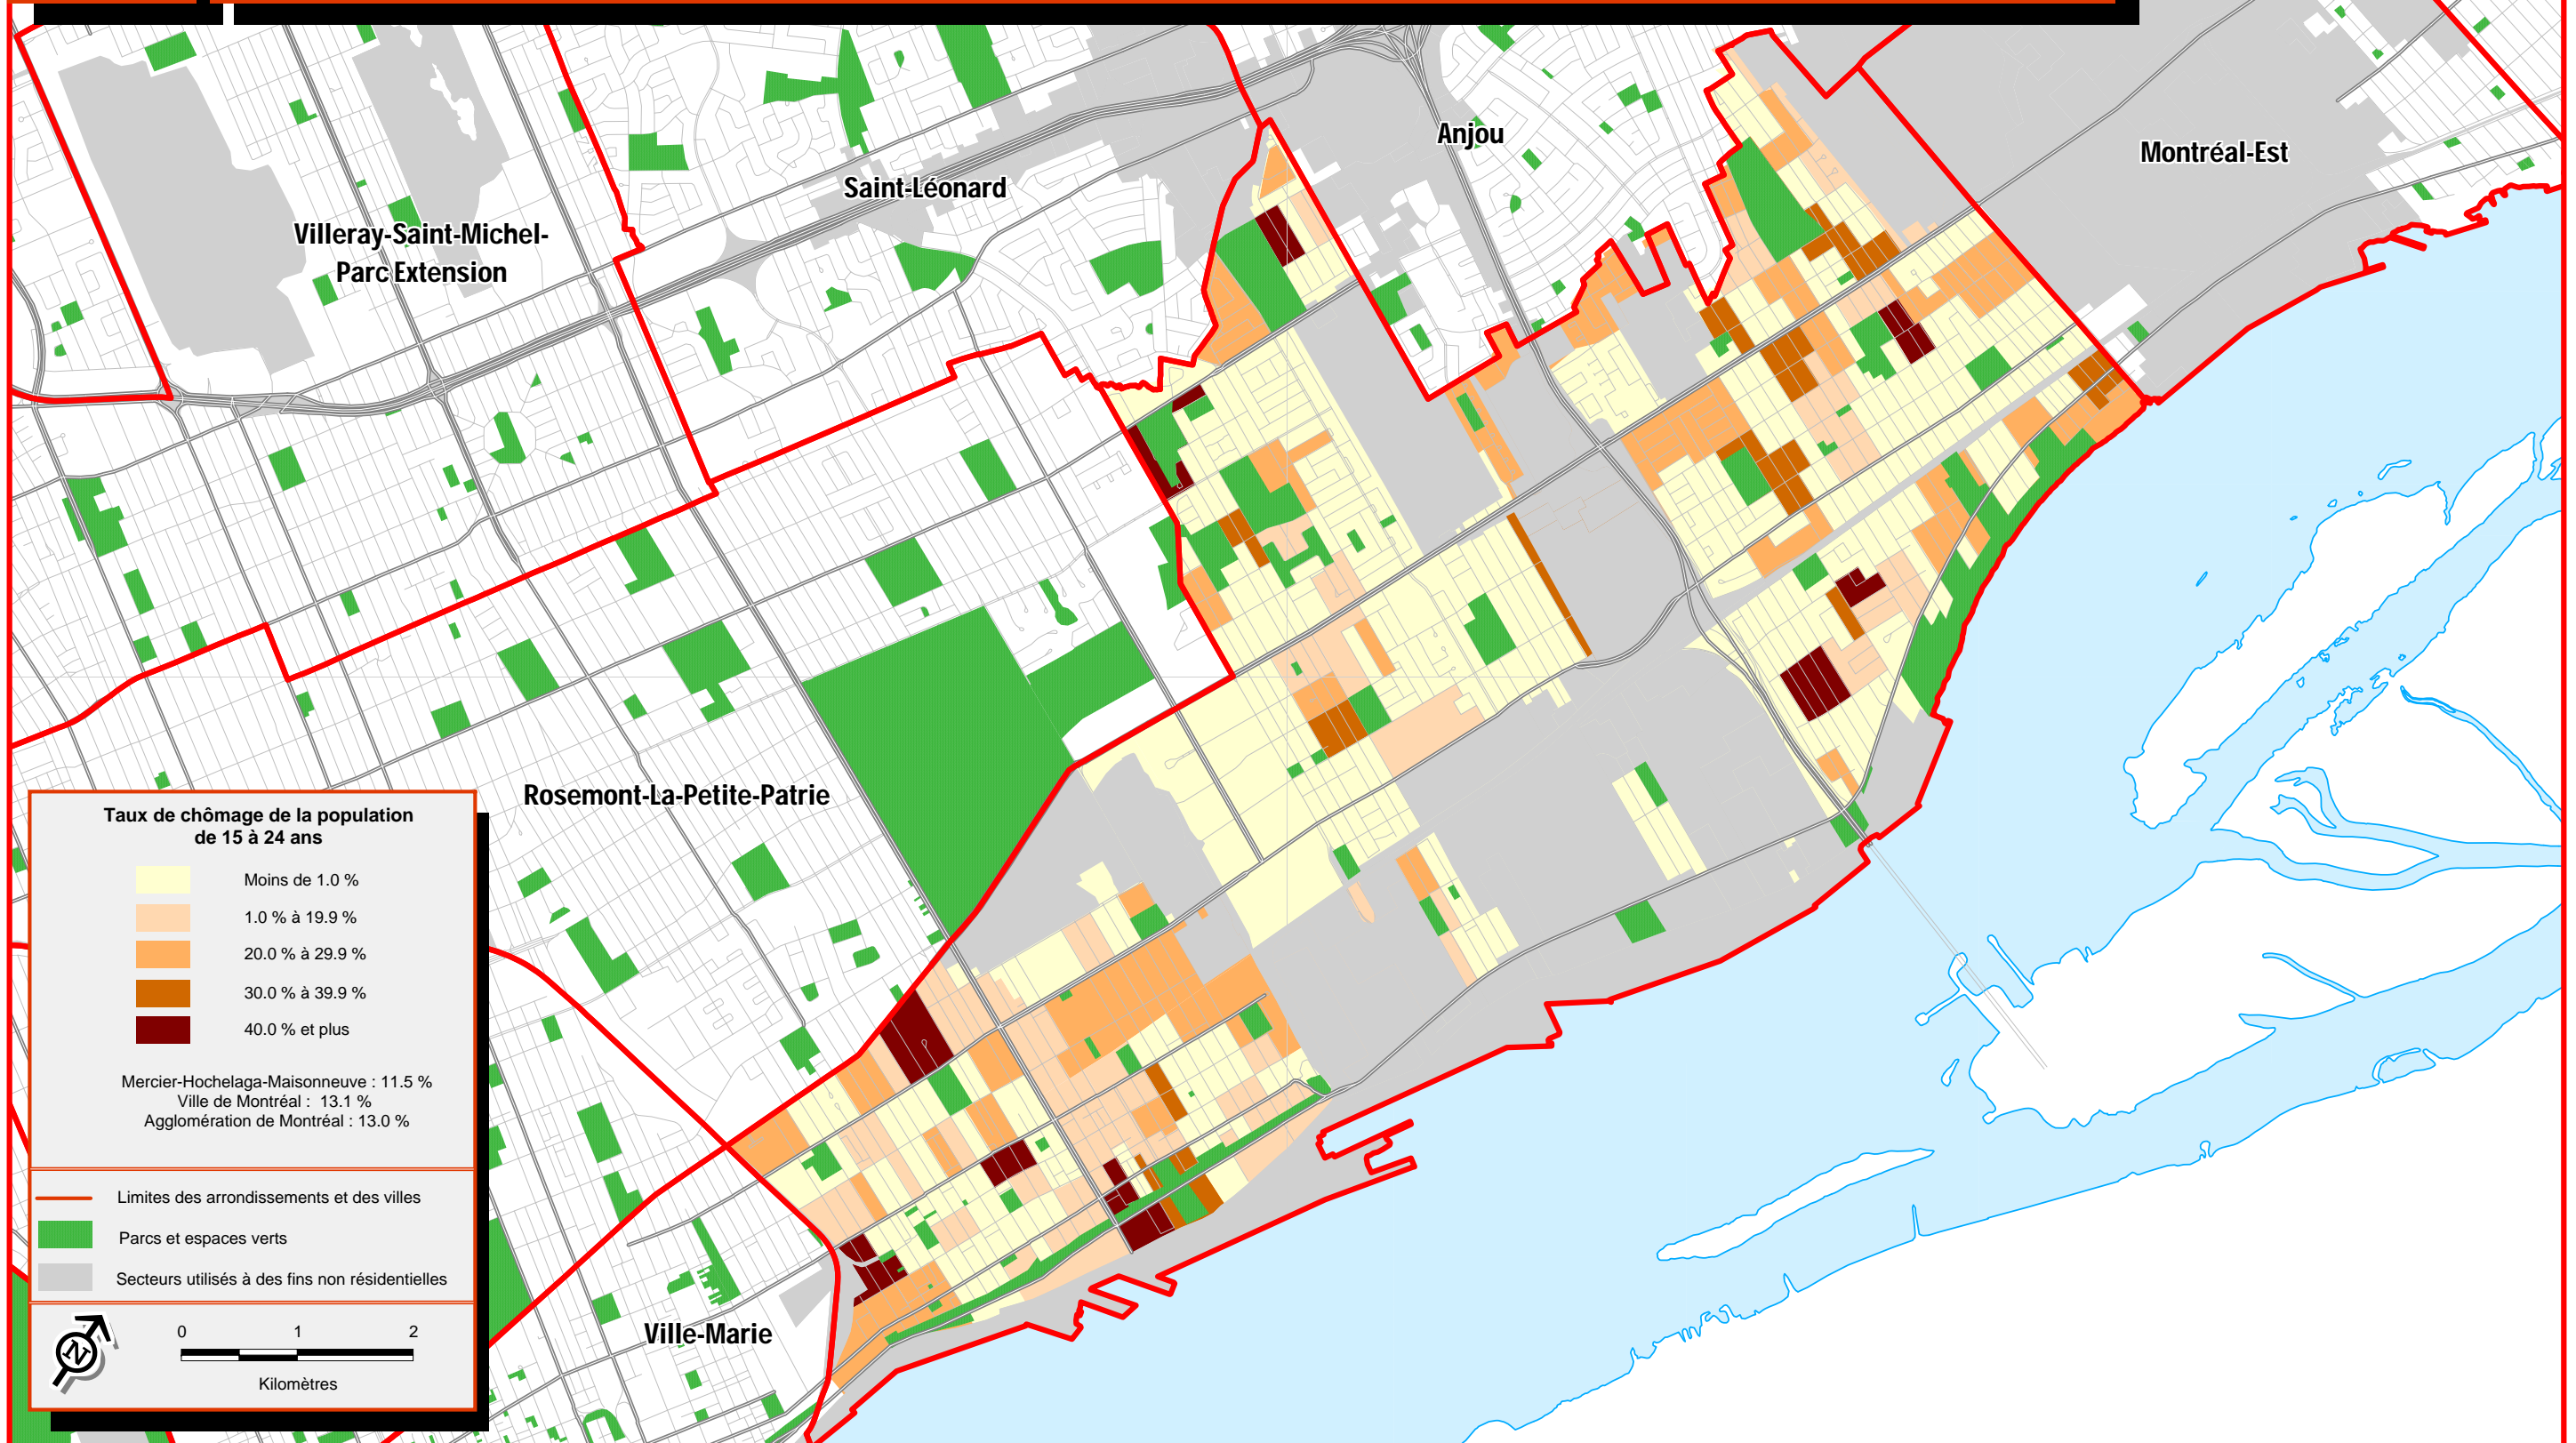 Anjou
Montréal-Est
Saint-Léonard
Villeray-Saint-Michel-
Parc Extension
Rosemont-La-Petite-Patrie
Ville-Marie
Taux de chômage de la population
de 15 à 24 ans
Moins de 1.0 %
1.0 % à 19.9 %
20.0 % à 29.9 %
30.0 % à 39.9 %
40.0 % et plus
Mercier-Hochelaga-Maisonneuve : 11.5 %
Ville de Montréal : 13.1 %
Agglomération de Montréal : 13.0 %
Limites des arrondissements et des villes
Parcs et espaces verts
Secteurs utilisés à des fins non résidentielles
N
0 1 2
Kilomètres